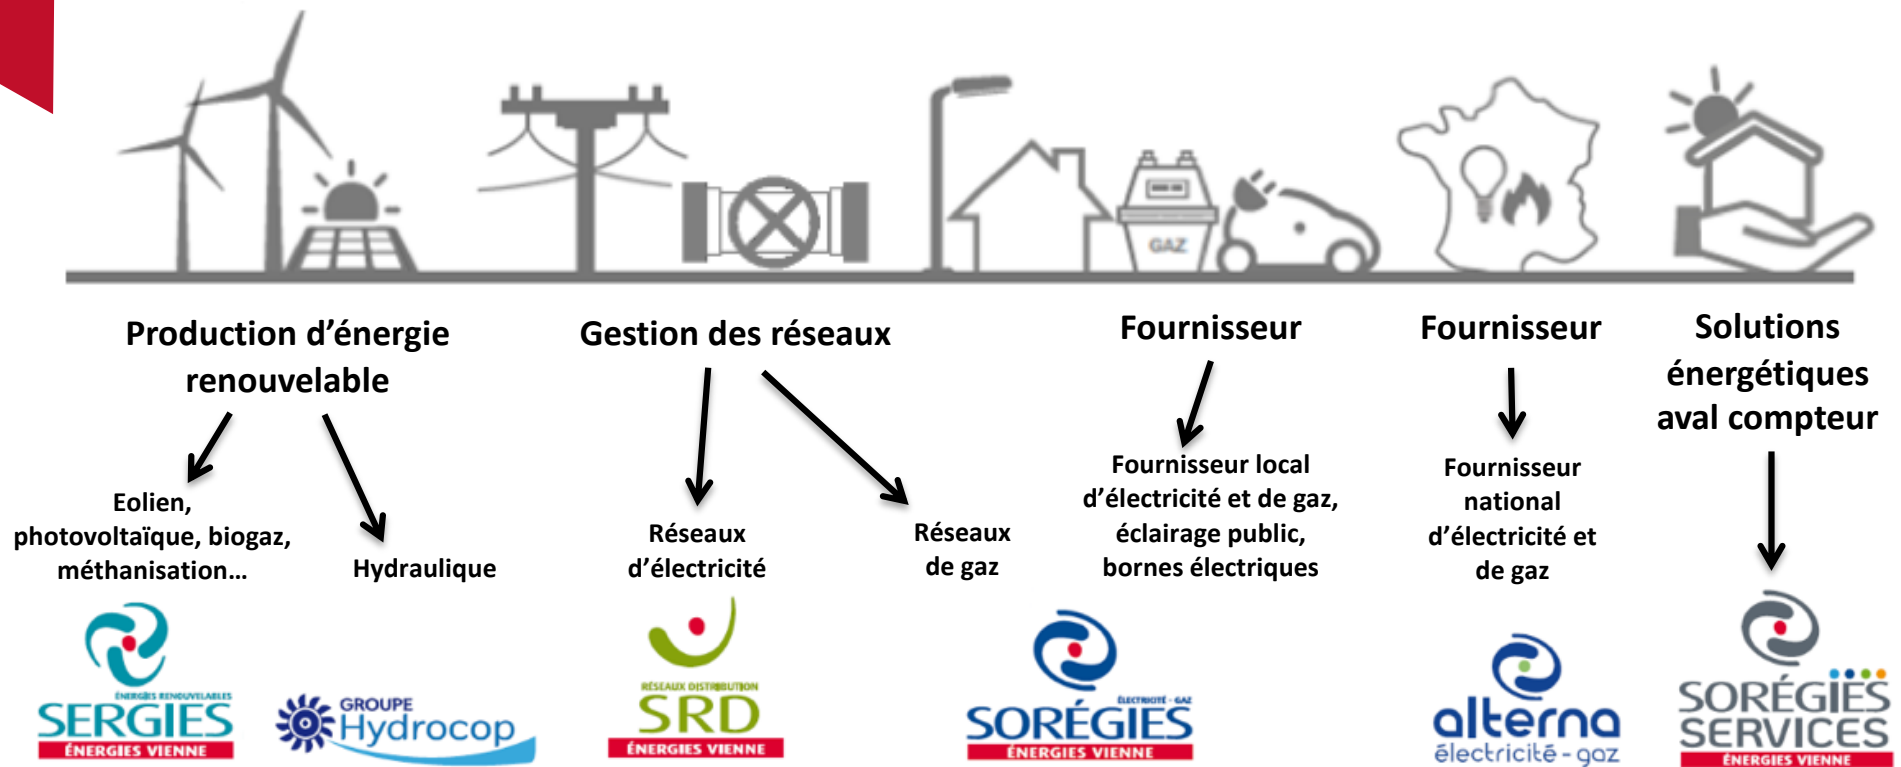 GAZ
Production d’énergie
renouvelable
Gestion des réseaux
Fournisseur
Fournisseur
Solutions
énergétiques
aval compteur
Eolien,
photovoltaïque, biogaz,
méthanisation…
Hydraulique
Réseaux
d’électricité
Réseaux
de gaz
Fournisseur local
d’électricité et de gaz,
éclairage public,
bornes électriques
Fournisseur
national
d’électricité et
de gaz
ÉNERGIES RENOUVELABLES
SERGIES
ÉNERGIES VIENNE
GROUPE
Hydrocop
RÉSEAUX DISTRIBUTION
SRD
ÉNERGIES VIENNE
ÉLECTRICITÉ - GAZ
SORÉGIES
ÉNERGIES VIENNE
alterna
électricité - gaz
SORÉGIES
SERVICES
ÉNERGIES VIENNE